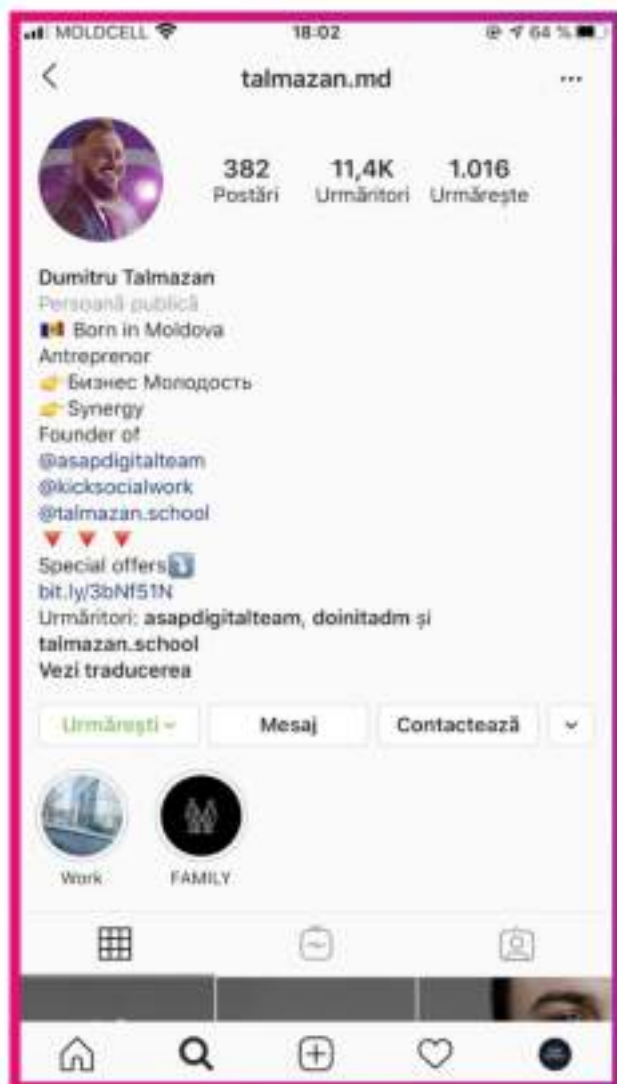 MOLDCELL 18:02 64 %
talmazan.md
382 11,4K 1.016
Postări Urmăritori Urmărește
Dumitru Talmazan
Persoană publică
Born in Moldova
Antreprenor
👉 Бизнес Молодость
👉 Synergy
Founder of
@asapdigitalteam
@kicksocialwork
@talmazan.school
🔻 🔻 🔻
Special offers⤵️
bit.ly/3bNf51N
Urmăritori: asapdigitalteam, doinitadm și
talmazan.school
Vezi traducerea
Urmărești Mesaj Contactează
Work FAMILY